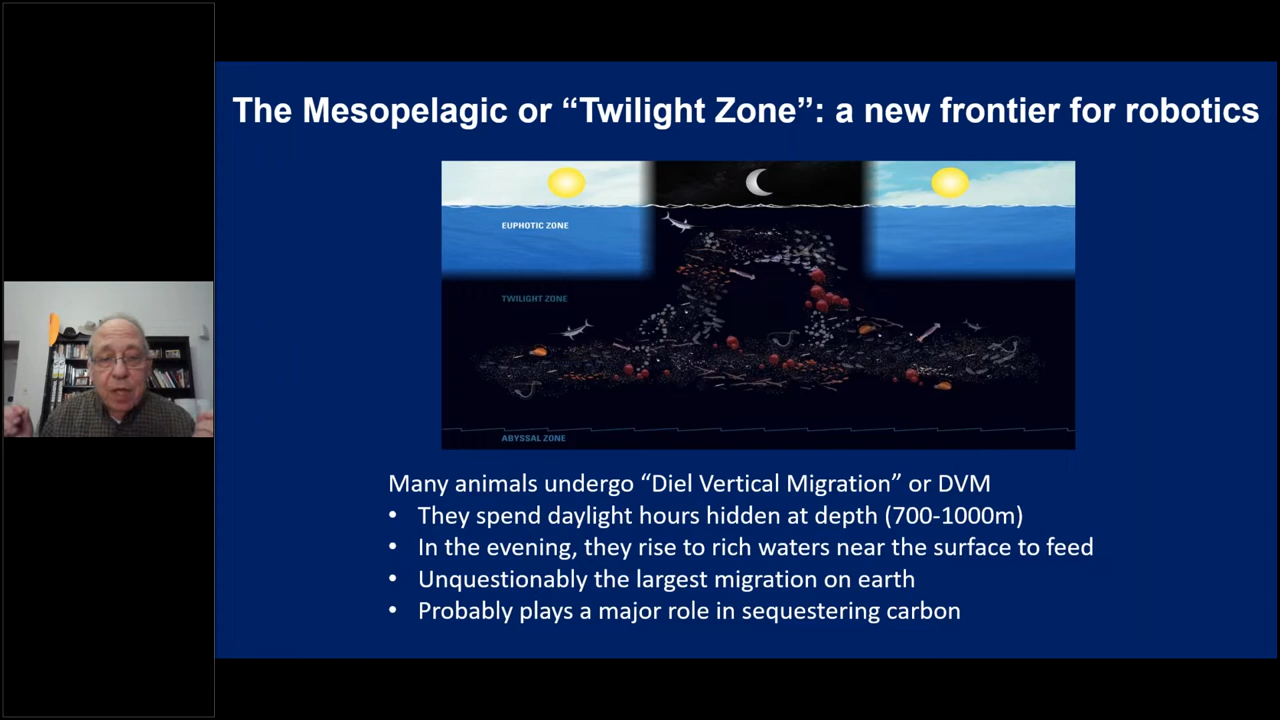 The Mesopelagic or “Twilight Zone”: a new frontier for robotics
EUPHOTIC ZONE
TWILIGHT ZONE
ABYSSAL ZONE
Many animals undergo “Diel Vertical Migration” or DVM
• They spend daylight hours hidden at depth (700-1000m)
• In the evening, they rise to rich waters near the surface to feed
• Unquestionably the largest migration on earth
• Probably plays a major role in sequestering carbon